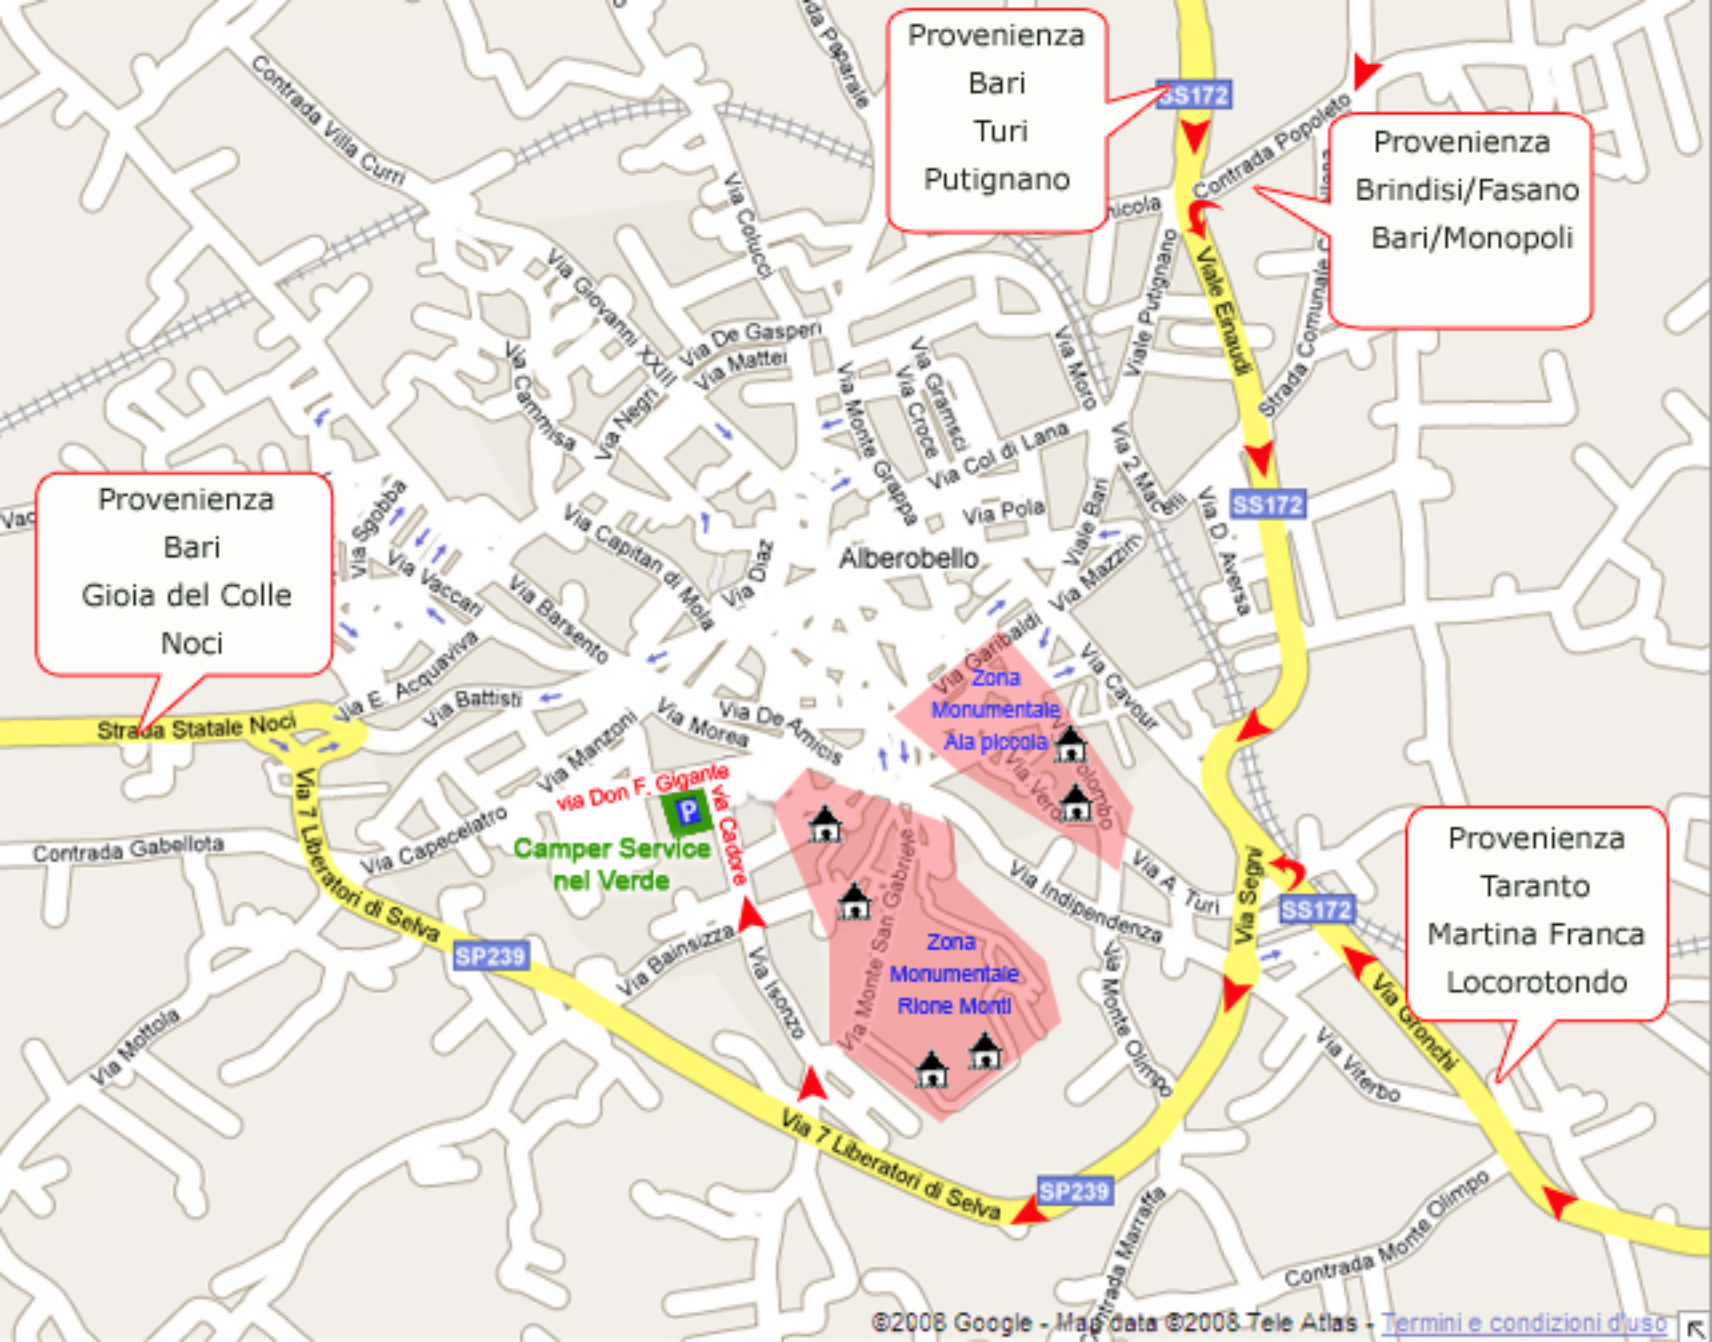 Provenienza
Bari
Turi
Putignano
SS172
Contrada Popoleto
Provenienza
Brindisi/Fasano
Bari/Monopoli
Contrada Villa Curri
Via Colucci
Viale Putignano
Viale Einaudi
Strada Comunale
Via Giovanni XXIII
Via De Gasperi
Via Mattei
Via Cammisa
Via Negri
Via Monte Grappa
Via Gramsci
Via Croce
Via Moro
Via Col di Lana
Via Pola
Viale Bari
Via Mazzini
Via D. Aversa
SS172
Provenienza
Bari
Gioia del Colle
Noci
Via Sgobba
Via Vaccari
Via Capitan di Mola
Via Diaz
Alberobello
Via Barsento
Via E. Acquaviva
Via Battisti
Strada Statale Noci
Via Garibaldi
Via Cavour
Zona
Monumentale
Aia piccola
Via Morea
Via De Amicis
Via Manzoni
via Don F. Gigante
P
via Cadore
Camper Service
nel Verde
Via Capecelatro
Contrada Gabellota
Via 7 Liberatori di Selva
SP239
Via Bainsizza
Via Isonzo
Via Monte San Gabriele
Zona
Monumentale
Rione Monti
Via Indipendenza
Via A. Turi
Via Segni
SS172
Provenienza
Taranto
Martina Franca
Locorotondo
Via Gronchi
Via Viterbo
Via Monte Olimpo
Via Mottola
Via 7 Liberatori di Selva
SP239
Contrada Monte Olimpo
©2008 Google - Map data ©2008 Tele Atlas - Termini e condizioni d'uso